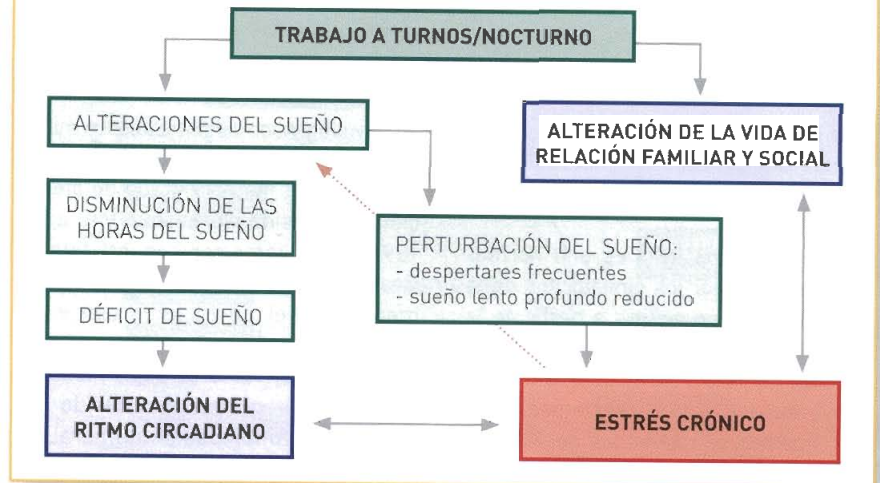 TRABAJO A TURNOS/NOCTURNO
ALTERACIONES DEL SUEÑO
ALTERACIÓN DE LA VIDA DE
RELACIÓN FAMILIAR Y SOCIAL
DISMINUCIÓN DE LAS
HORAS DEL SUEÑO
PERTURBACIÓN DEL SUEÑO:
- despertares frecuentes
- sueño lento profundo reducido
DÉFICIT DE SUEÑO
ALTERACIÓN DEL
RITMO CIRCADIANO
ESTRÉS CRÓNICO